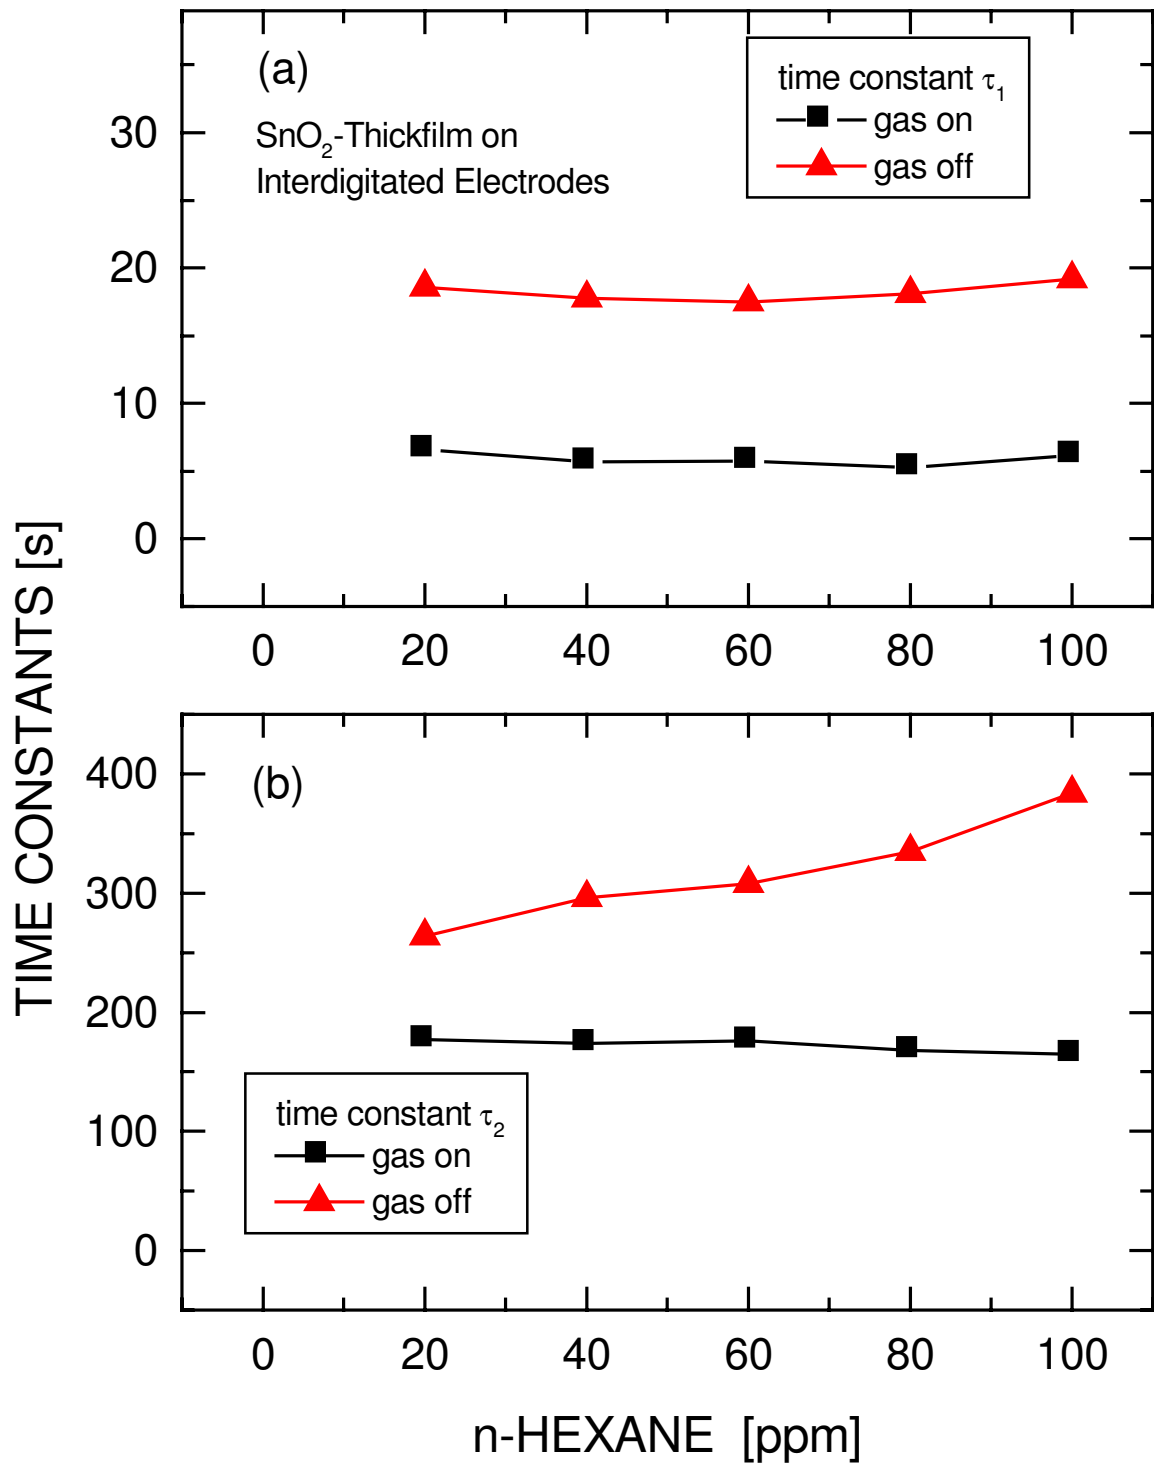 (a)
SnO₂-Thickfilm on
Interdigitated Electrodes
time constant τ₁
gas on
gas off
30
20
10
0
0 20 40 60 80 100
TIME CONSTANTS [s]
(b)
400
300
200
100
0
time constant τ₂
gas on
gas off
0 20 40 60 80 100
n-HEXANE [ppm]